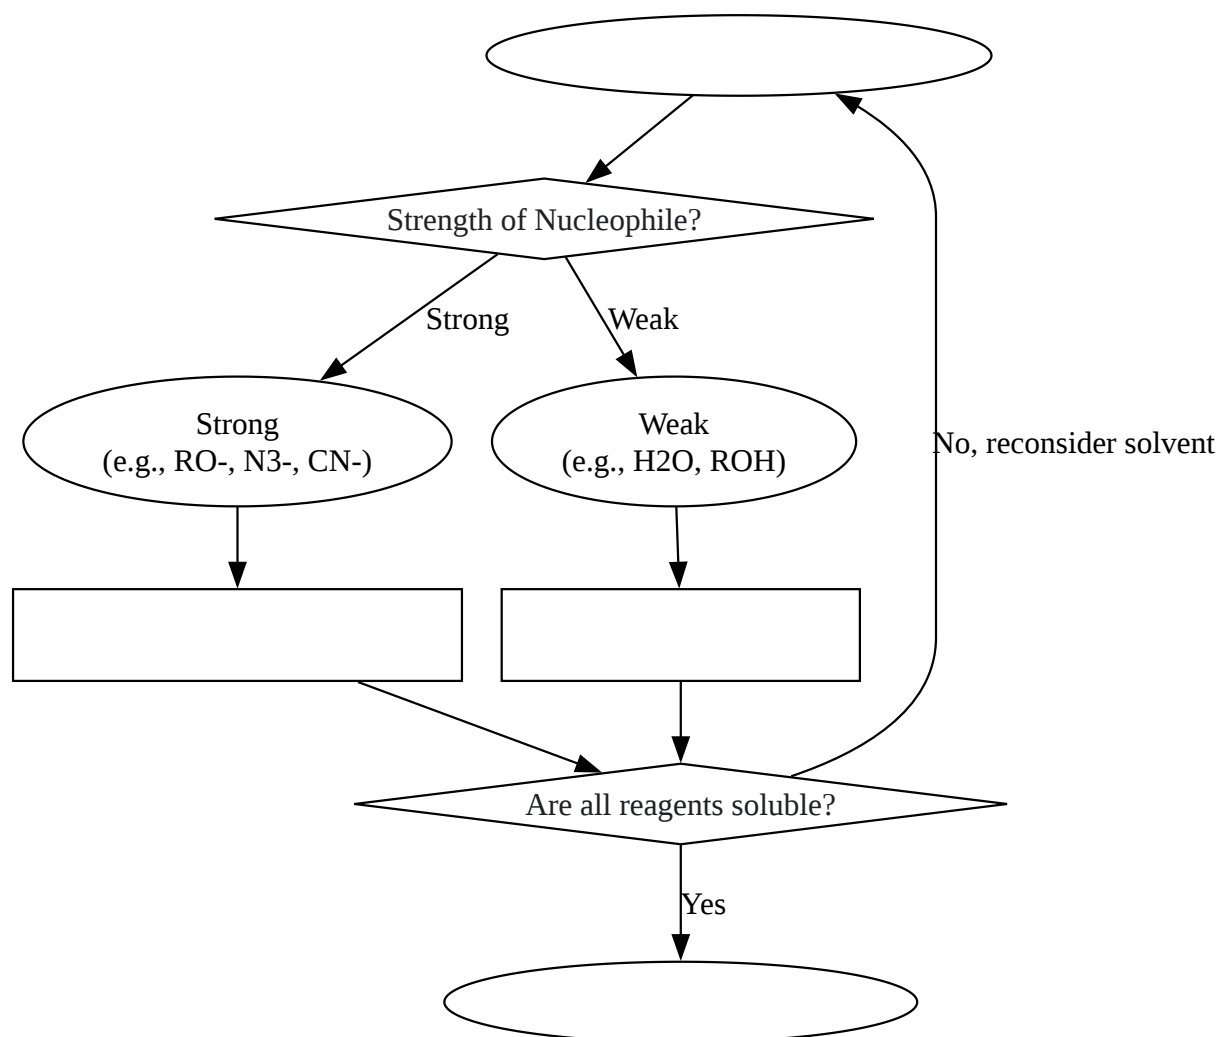 Strength of Nucleophile?
Strong
Weak
Strong
(e.g., RO-, N3-, CN-)
Weak
(e.g., H2O, ROH)
No, reconsider solvent
Are all reagents soluble?
Yes